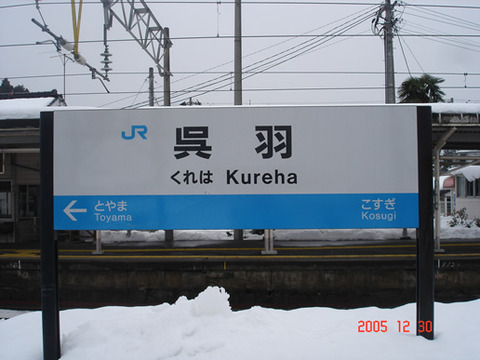 JR
呉羽
くれは Kureha
← とやま こすぎ
Toyama Kosugi
2005 12 30